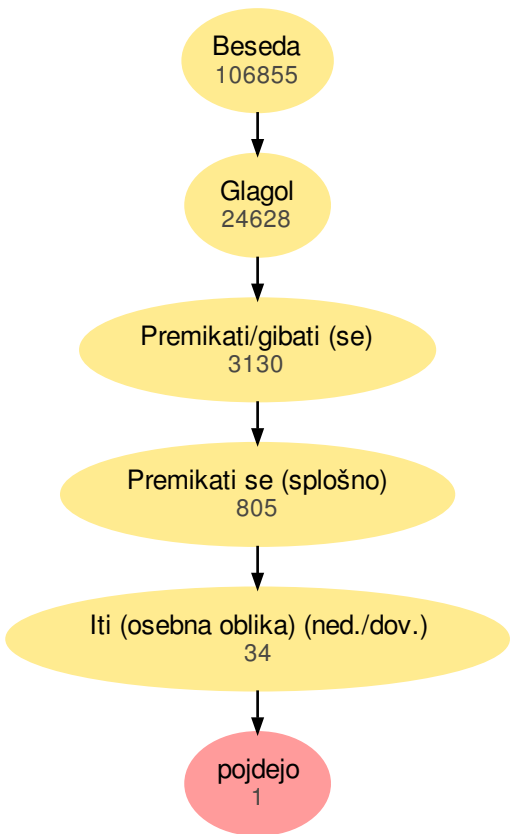 Beseda
106855
Glagol
24628
Premikati/gibati (se)
3130
Premikati se (splošno)
805
Iti (osebna oblika) (ned./dov.)
34
pojdejo
1